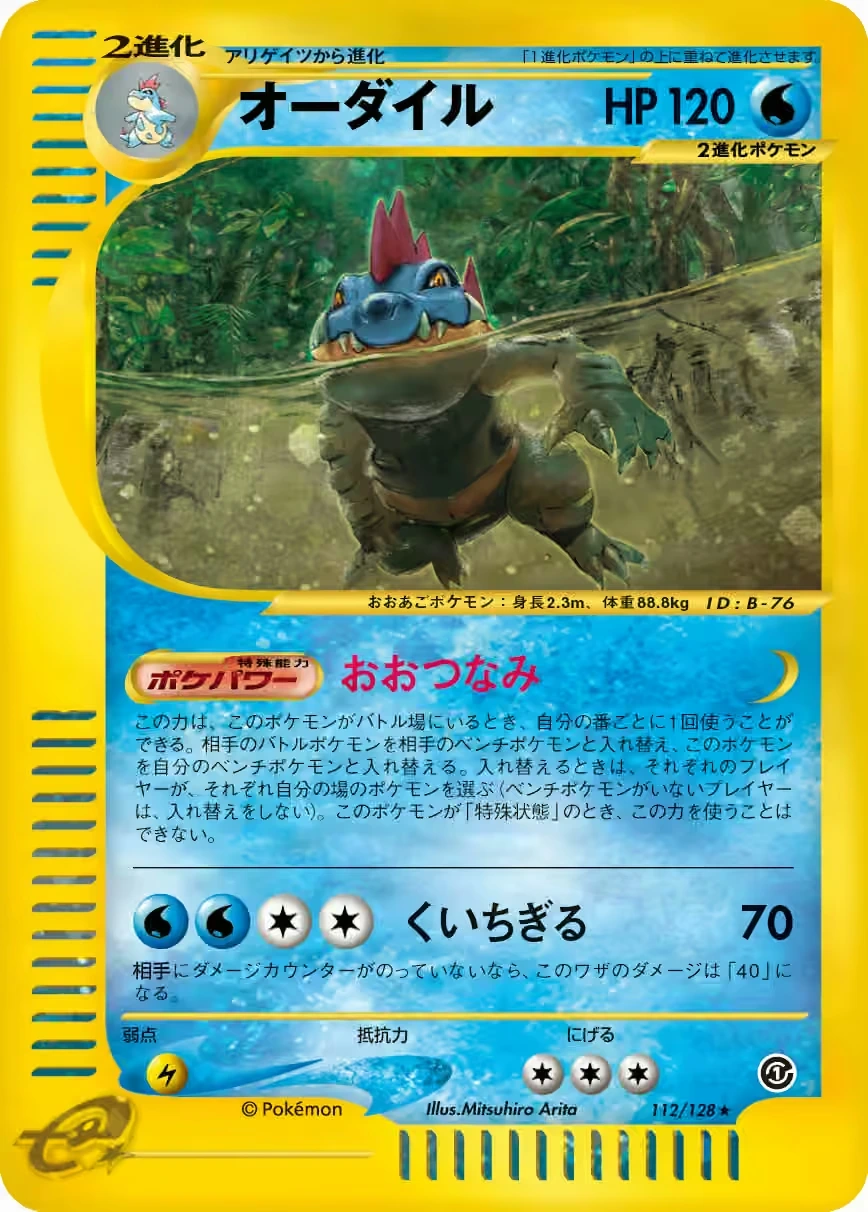 2進化
アリゲイツから進化
「1進化ポケモン」の上に重ねて進化させます。
オーダイル
HP 120
2進化ポケモン
おおあごポケモン：身長2.3m、体重88.8kg ID：B-76
特殊能力
ポケパワー
おおつなみ
この力は、このポケモンがバトル場にいるとき、自分の番ごとに1回使うことが
できる。相手のバトルポケモンを相手のベンチポケモンと入れ替え、このポケモン
を自分のベンチポケモンと入れ替える。入れ替えるときは、それぞれのプレイ
ヤーが、それぞれ自分の場のポケモンを選ぶ（ベンチポケモンがいないプレイヤー
は、入れ替えをしない）。このポケモンが「特殊状態」のとき、この力を使うことは
できない。
くいちぎる 70
相手にダメージカウンターがのっていないなら、このワザのダメージは「40」に
なる。
弱点 抵抗力 にげる
© Pokémon Illus.Mitsuhiro Arita 112/128★